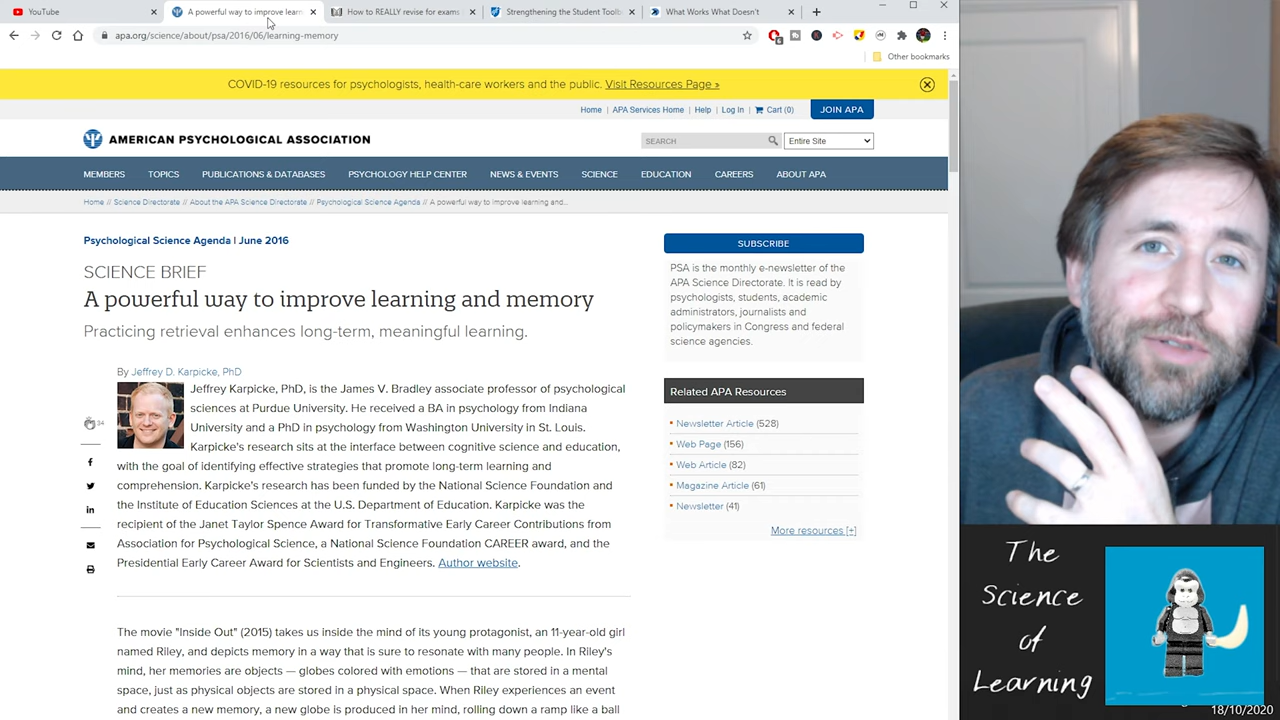 YouTube
A powerful way to improve learn
How to REALLY revise for exams
Strengthening the Student Toolb
What Works What Doesn't
apa.org/science/about/psa/2016/06/learning-memory
Other bookmarks
COVID-19 resources for psychologists, health-care workers and the public. Visit Resources Page »
Home | APA Services Home | Help | Log In | Cart (0)
JOIN APA
AMERICAN PSYCHOLOGICAL ASSOCIATION
SEARCH
Entire Site
MEMBERS TOPICS PUBLICATIONS & DATABASES PSYCHOLOGY HELP CENTER NEWS & EVENTS SCIENCE EDUCATION CAREERS ABOUT APA
Home // Science Directorate // About the APA Science Directorate // Psychological Science Agenda // A powerful way to improve learning and...
Psychological Science Agenda | June 2016
SCIENCE BRIEF
A powerful way to improve learning and memory
Practicing retrieval enhances long-term, meaningful learning.
By Jeffrey D. Karpicke, PhD
Jeffrey Karpicke, PhD, is the James V. Bradley associate professor of psychological
sciences at Purdue University. He received a BA in psychology from Indiana
University and a PhD in psychology from Washington University in St. Louis.
Karpicke's research sits at the interface between cognitive science and education,
with the goal of identifying effective strategies that promote long-term learning and
comprehension. Karpicke's research has been funded by the National Science Foundation and
the Institute of Education Sciences at the U.S. Department of Education. Karpicke was the
recipient of the Janet Taylor Spence Award for Transformative Early Career Contributions from
Association for Psychological Science, a National Science Foundation CAREER award, and the
Presidential Early Career Award for Scientists and Engineers. Author website.
34
The movie "Inside Out" (2015) takes us inside the mind of its young protagonist, an 11-year-old girl
named Riley, and depicts memory in a way that is sure to resonate with many people. In Riley's
mind, her memories are objects — globes colored with emotions — that are stored in a mental
space, just as physical objects are stored in a physical space. When Riley experiences an event
and creates a new memory, a new globe is produced in her mind, rolling down a ramp like a ball
SUBSCRIBE
PSA is the monthly e-newsletter of the
APA Science Directorate. It is read by
psychologists, students, academic
administrators, journalists and
policymakers in Congress and federal
science agencies.
Related APA Resources
Newsletter Article (528)
Web Page (156)
Web Article (82)
Magazine Article (61)
Newsletter (41)
More resources [+]
The
Science
of
Learning
18/10/2020